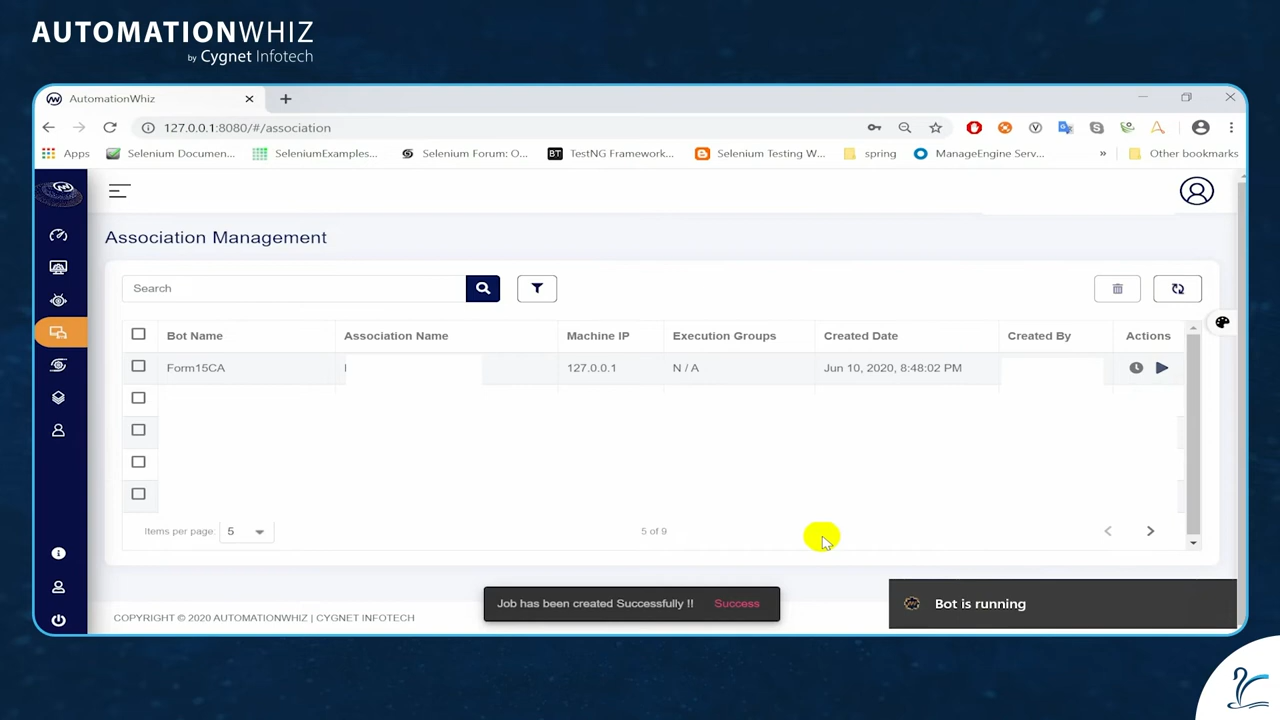 AUTOMATIONWHIZ
by Cygnet Infotech
AutomationWhiz
127.0.0.1:8080/#/association
Apps Selenium Documen... SeleniumExamples... Selenium Forum: O... BT TestNG Framework... Selenium Testing W... spring ManageEngine Serv... » Other bookmarks
Association Management
Search
Bot Name Association Name Machine IP Execution Groups Created Date Created By Actions
Form15CA 127.0.0.1 N / A Jun 10, 2020, 8:48:02 PM
Items per page: 5 5 of 9
Job has been created Successfully !! Success
Bot is running
COPYRIGHT © 2020 AUTOMATIONWHIZ | CYGNET INFOTECH